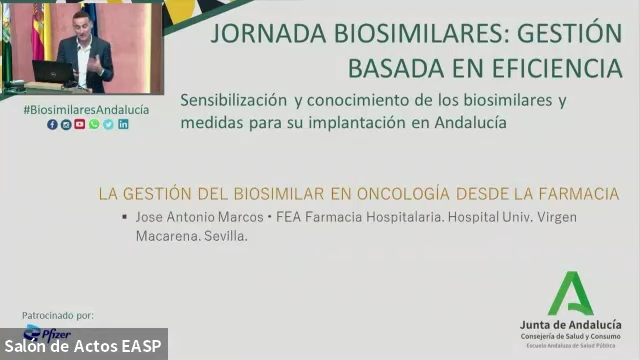 JORNADA BIOSIMILARES: GESTIÓN
BASADA EN EFICIENCIA
#BiosimilaresAndalucía
Sensibilización y conocimiento de los biosimilares y
medidas para su implantación en Andalucía
LA GESTIÓN DEL BIOSIMILAR EN ONCOLOGÍA DESDE LA FARMACIA
▪ Jose Antonio Marcos • FEA Farmacia Hospitalaria. Hospital Univ. Virgen
Macarena. Sevilla.
Patrocinado por:
Pfizer
Salón de Actos EASP
Junta de Andalucía
Consejería de Salud y Consumo
Escuela Andaluza de Salud Pública